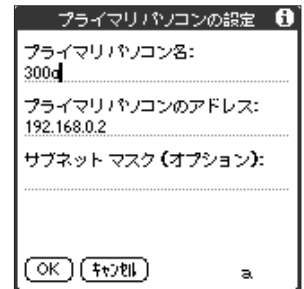 プライマリ パソコンの設定
プライマリ パソコン名:
300d
プライマリ パソコンのアドレス:
192.168.0.2
サブネット マスク (オプション):
OK キャンセル a